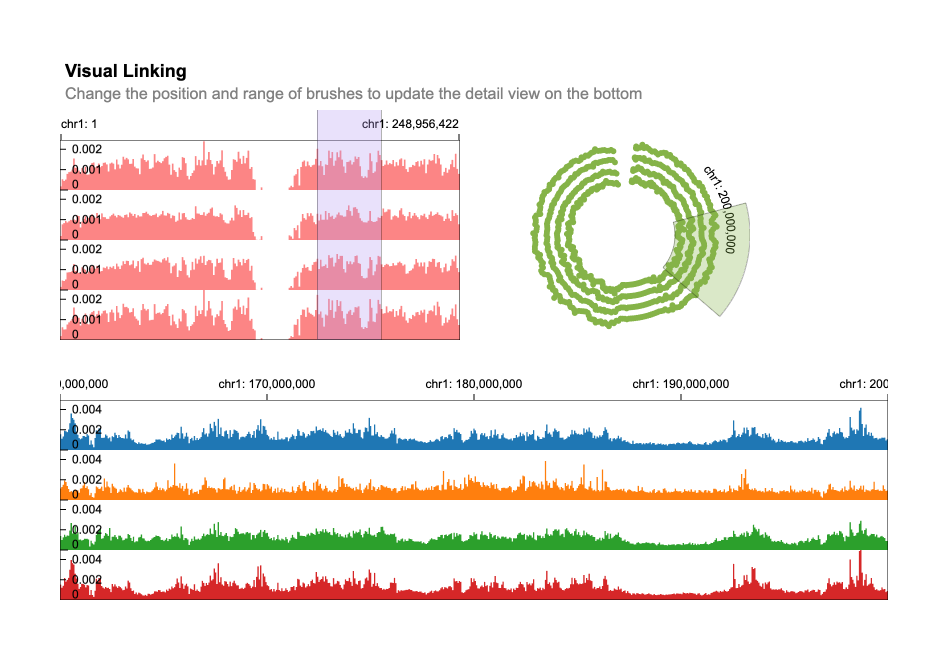 Visual Linking
Change the position and range of brushes to update the detail view on the bottom
chr1: 1
chr1: 248,956,422
0.002
0.001
0
0.002
0.001
0
0.002
0.001
0
0.002
0.001
0
chr1: 200,000,000
0,000,000
chr1: 170,000,000
chr1: 180,000,000
chr1: 190,000,000
chr1: 200
0.004
0.002
0
0.004
0.002
0
0.004
0.002
0
0.004
0.002
0